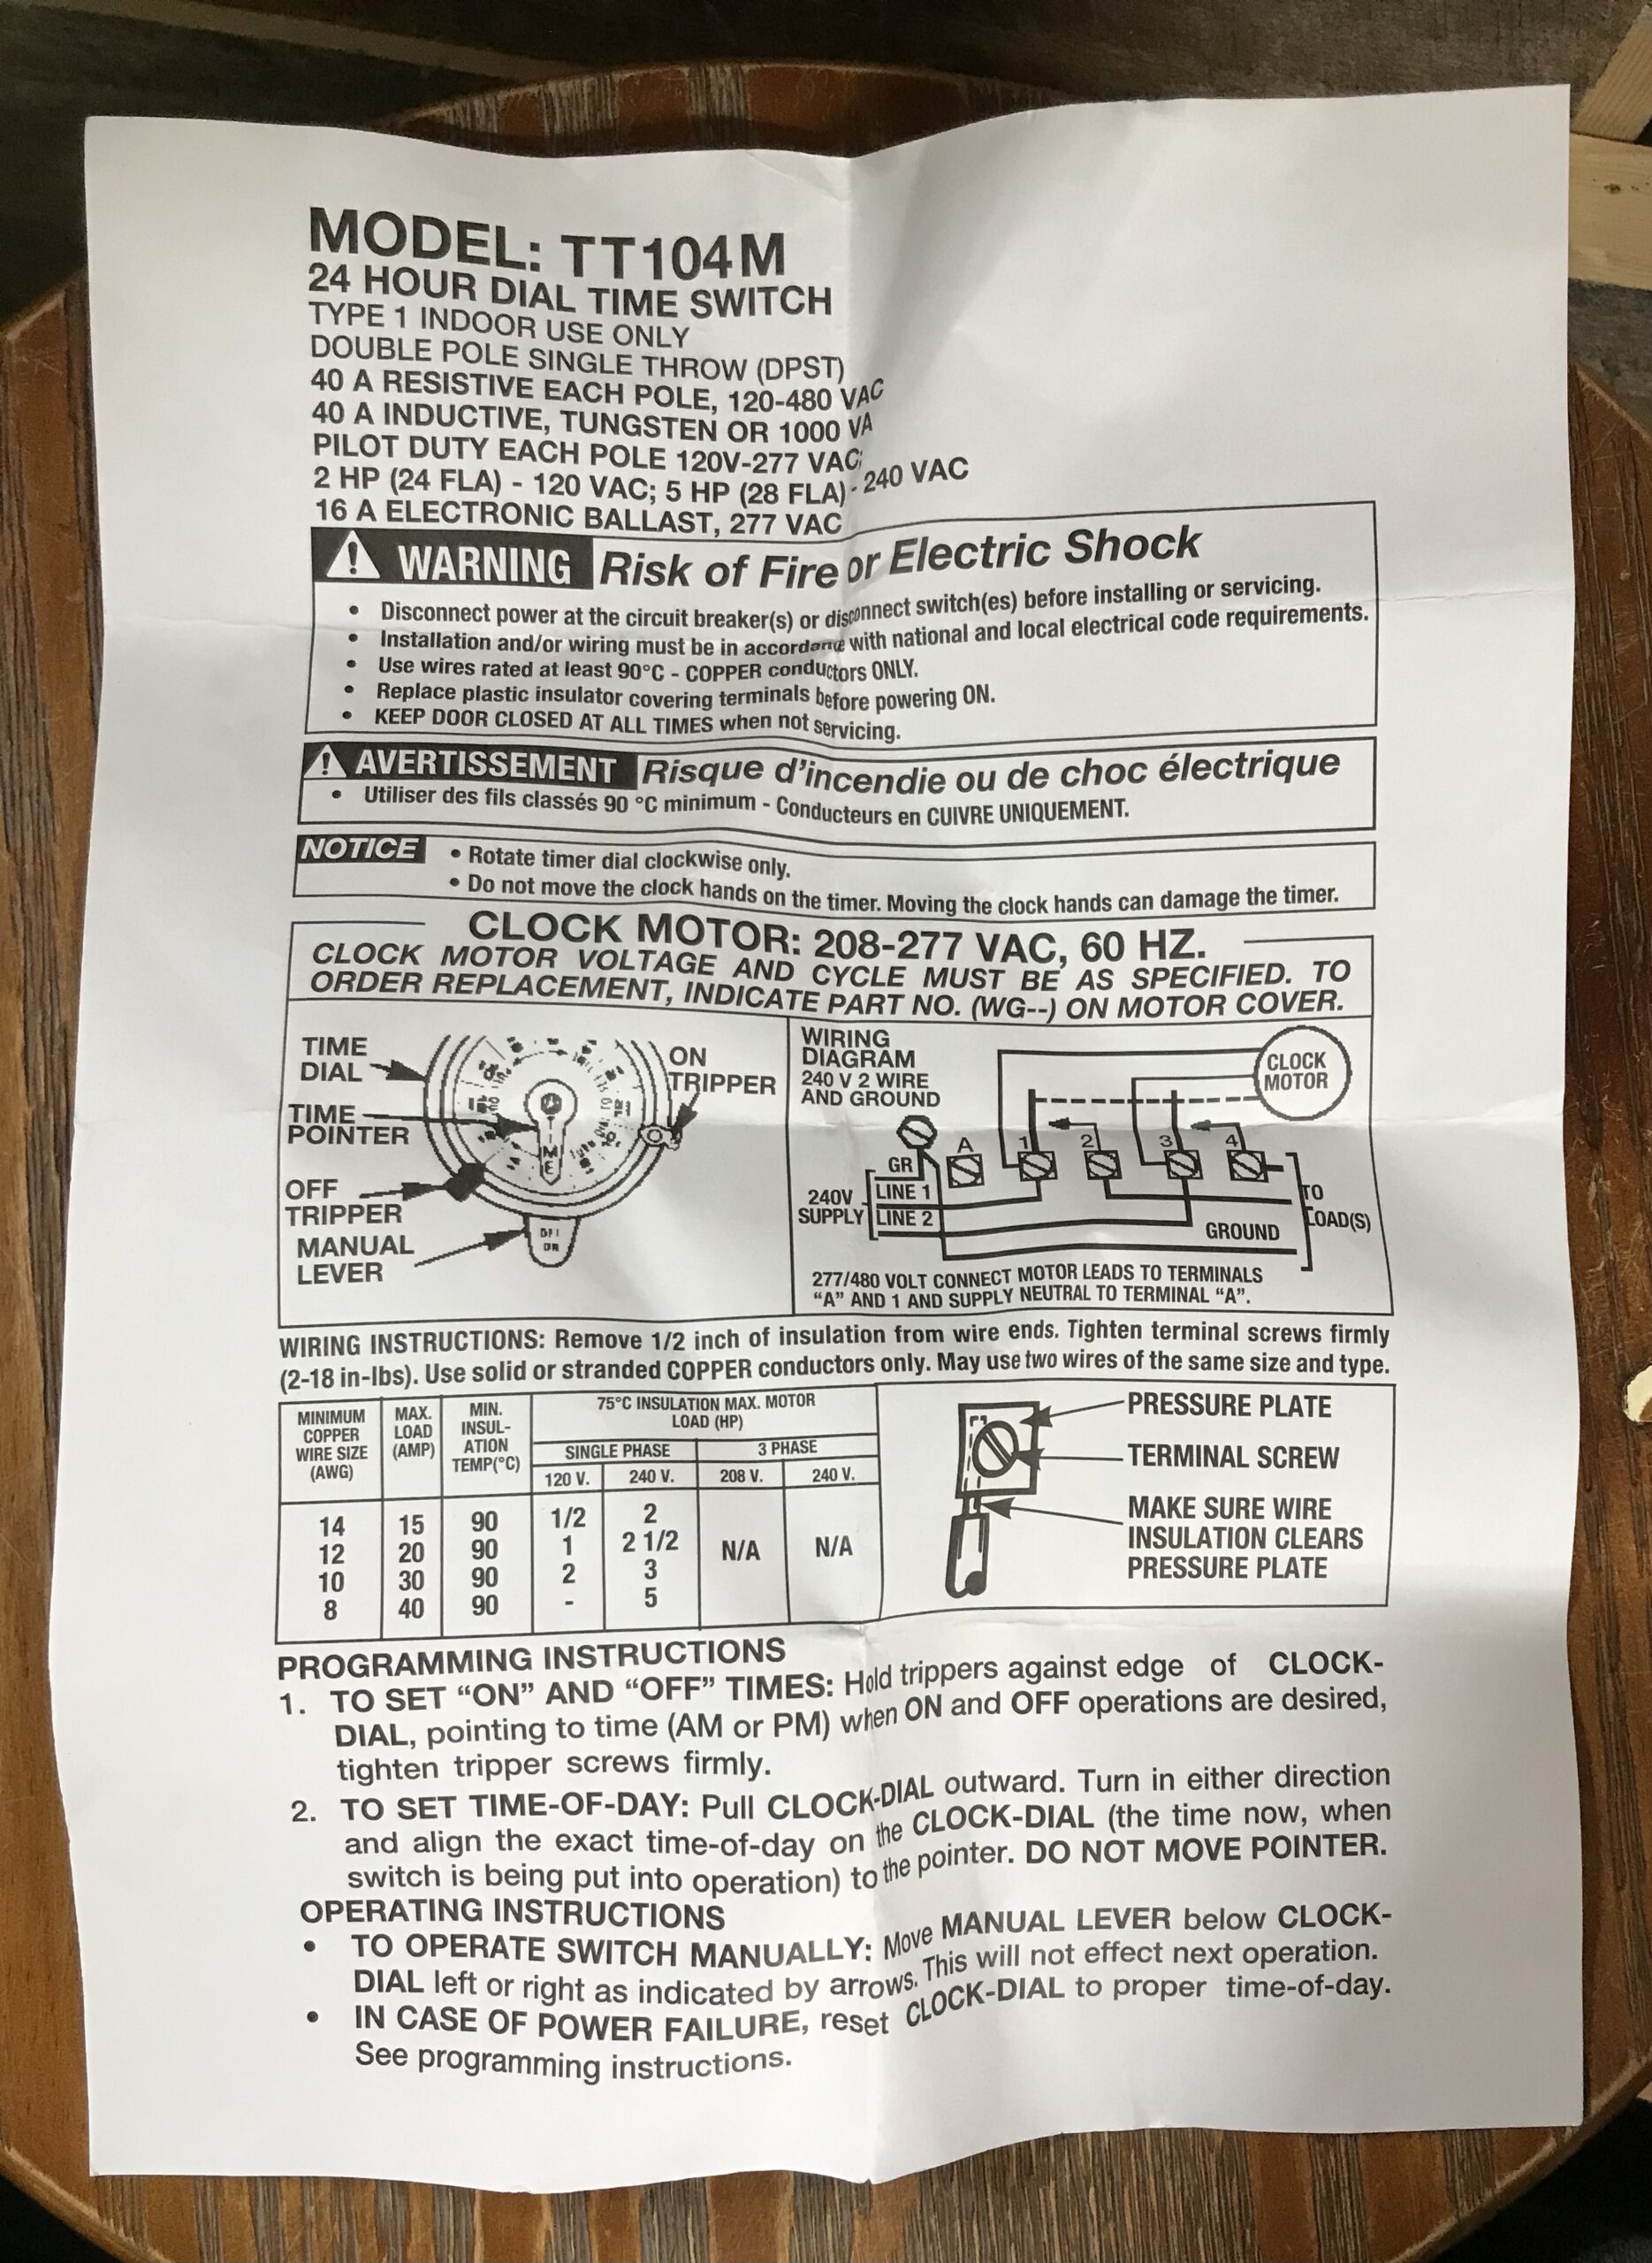 MODEL: TT104M
24 HOUR DIAL TIME SWITCH
TYPE 1 INDOOR USE ONLY
DOUBLE POLE SINGLE THROW (DPST)
40 A RESISTIVE EACH POLE, 120-480 VAC
40 A INDUCTIVE, TUNGSTEN OR 1000 VA
PILOT DUTY EACH POLE 120V-277 VAC;
2 HP (24 FLA) - 120 VAC; 5 HP (28 FLA) - 240 VAC
16 A ELECTRONIC BALLAST, 277 VAC
WARNING Risk of Fire or Electric Shock
• Disconnect power at the circuit breaker(s) or disconnect switch(es) before installing or servicing.
• Installation and/or wiring must be in accordance with national and local electrical code requirements.
• Use wires rated at least 90°C - COPPER conductors ONLY.
• Replace plastic insulator covering terminals before powering ON.
• KEEP DOOR CLOSED AT ALL TIMES when not servicing.
AVERTISSEMENT Risque d'incendie ou de choc électrique
• Utiliser des fils classés 90 °C minimum - Conducteurs en CUIVRE UNIQUEMENT.
NOTICE • Rotate timer dial clockwise only.
• Do not move the clock hands on the timer. Moving the clock hands can damage the timer.
CLOCK MOTOR: 208-277 VAC, 60 HZ.
CLOCK MOTOR VOLTAGE AND CYCLE MUST BE AS SPECIFIED. TO
ORDER REPLACEMENT, INDICATE PART NO. (WG--) ON MOTOR COVER.
TIME
DIAL
TIME
POINTER
OFF
TRIPPER
MANUAL
LEVER
ON
TRIPPER
OFF
ON
WIRING
DIAGRAM
240 V 2 WIRE
AND GROUND
CLOCK
MOTOR
A 1 2 3 4
GR
240V
SUPPLY
LINE 1
LINE 2
GROUND
TO
LOAD(S)
277/480 VOLT CONNECT MOTOR LEADS TO TERMINALS
“A” AND 1 AND SUPPLY NEUTRAL TO TERMINAL “A”.
WIRING INSTRUCTIONS: Remove 1/2 inch of insulation from wire ends. Tighten terminal screws firmly
(2-18 in-lbs). Use solid or stranded COPPER conductors only. May use two wires of the same size and type.
MINIMUM
COPPER
WIRE SIZE
(AWG)
MAX.
LOAD
(AMP)
MIN.
INSUL-
ATION
TEMP(°C)
75°C INSULATION MAX. MOTOR
LOAD (HP)
SINGLE PHASE 3 PHASE
120 V. 240 V. 208 V. 240 V.
14 15 90 1/2 2
12 20 90 1 2 1/2 N/A N/A
10 30 90 2 3
8 40 90 - 5
PRESSURE PLATE
TERMINAL SCREW
MAKE SURE WIRE
INSULATION CLEARS
PRESSURE PLATE
PROGRAMMING INSTRUCTIONS
1. TO SET “ON” AND “OFF” TIMES: Hold trippers against edge of CLOCK-
DIAL, pointing to time (AM or PM) when ON and OFF operations are desired,
tighten tripper screws firmly.
2. TO SET TIME-OF-DAY: Pull CLOCK-DIAL outward. Turn in either direction
and align the exact time-of-day on the CLOCK-DIAL (the time now, when
switch is being put into operation) to the pointer. DO NOT MOVE POINTER.
OPERATING INSTRUCTIONS
• TO OPERATE SWITCH MANUALLY: Move MANUAL LEVER below CLOCK-
DIAL left or right as indicated by arrows. This will not effect next operation.
• IN CASE OF POWER FAILURE, reset CLOCK-DIAL to proper time-of-day.
See programming instructions.